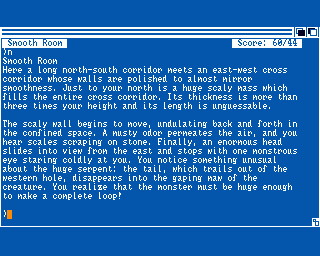 Smooth Room Score: 60/44
>n
Smooth Room
Here a long north-south corridor meets an east-west cross
corridor whose walls are polished to almost mirror
smoothness. Just to your north is a huge scaly mass which
fills the entire cross corridor. Its thickness is more than
three times your height and its length is unguessable.

The scaly wall begins to move, undulating back and forth in
the confined space. A musty odor permeates the air, and you
hear scales scraping on stone. Finally, an enormous head
slides into view from the east and stops with one monstrous
eye staring coldly at you. You notice something unusual
about the huge serpent: the tail, which trails out of the
western hole, disappears into the gaping maw of the
creature. You realize that the monster must be huge enough
to make a complete loop!

>